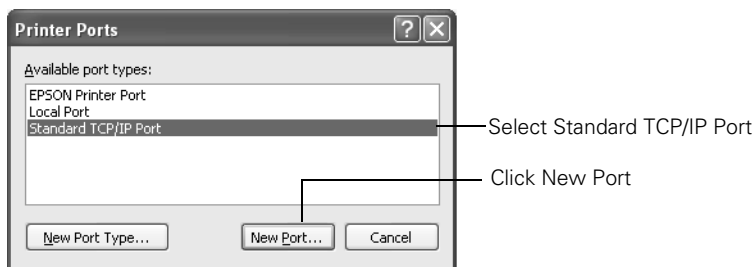 Printer Ports
Available port types:
EPSON Printer Port
Local Port
Standard TCP/IP Port
Select Standard TCP/IP Port
Click New Port
New Port Type... New Port... Cancel